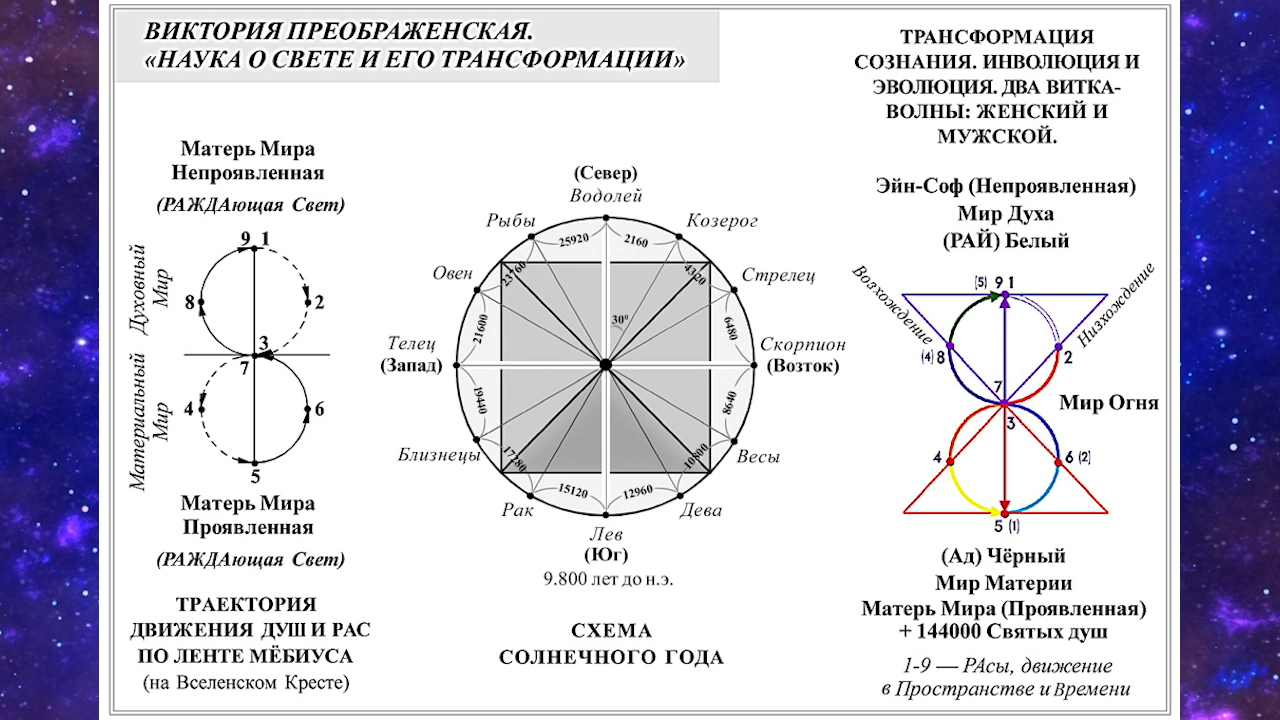 ВИКТОРИЯ ПРЕОБРАЖЕНСКАЯ.
«НАУКА О СВЕТЕ И ЕГО ТРАНСФОРМАЦИИ»
Матерь Мира
Непроявленная
(РАЖДАющая Свет)
9 1
8
2
3
7
4
6
5
Духовный
Мир
Материальный
Мир
Матерь Мира
Проявленная
(РАЖДАющая Свет)
ТРАЕКТОРИЯ
ДВИЖЕНИЯ ДУШ И РАС
ПО ЛЕНТЕ МЁБИУСА
(на Вселенском Кресте)
(Север)
Водолей
Рыбы
Козерог
Овен
Стрелец
Телец
(Запад)
Скорпион
(Возток)
Близнецы
Весы
Рак
Дева
Лев
(Юг)
25920
2160
23760
4320
30⁰
21600
6480
19440
8640
17280
10800
15120
12960
9.800 лет до н.э.
СХЕМА
СОЛНЕЧНОГО ГОДА
ТРАНСФОРМАЦИЯ
СОЗНАНИЯ. ИНВОЛЮЦИЯ И
ЭВОЛЮЦИЯ. ДВА ВИТКА-
ВОЛНЫ: ЖЕНСКИЙ И
МУЖСКОЙ.
Эйн-Соф (Непроявленная)
Мир Духа
(РАЙ) Белый
Возхождение
Низхождение
(5) 9 1
(4) 8
2
7
3
Мир Огня
4
6 (2)
5 (1)
(Ад) Чёрный
Мир Материи
Матерь Мира (Проявленная)
+ 144000 Святых душ
1-9 — РАсы, движение
в Пространстве и Времени